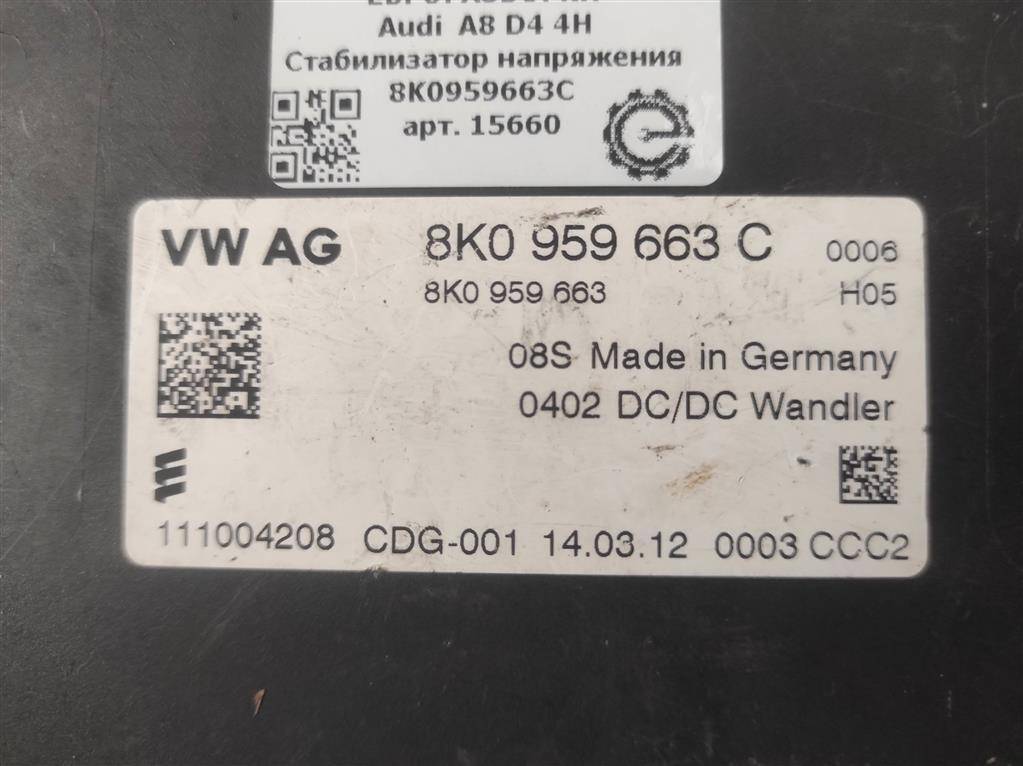 Audi A8 D4 4H
Стабилизатор напряжения
8K0959663C
арт. 15660
VW AG 8K0 959 663 C 0006
8K0 959 663 H05
08S Made in Germany
0402 DC/DC Wandler
111004208 CDG-001 14.03.12 0003 CCC2